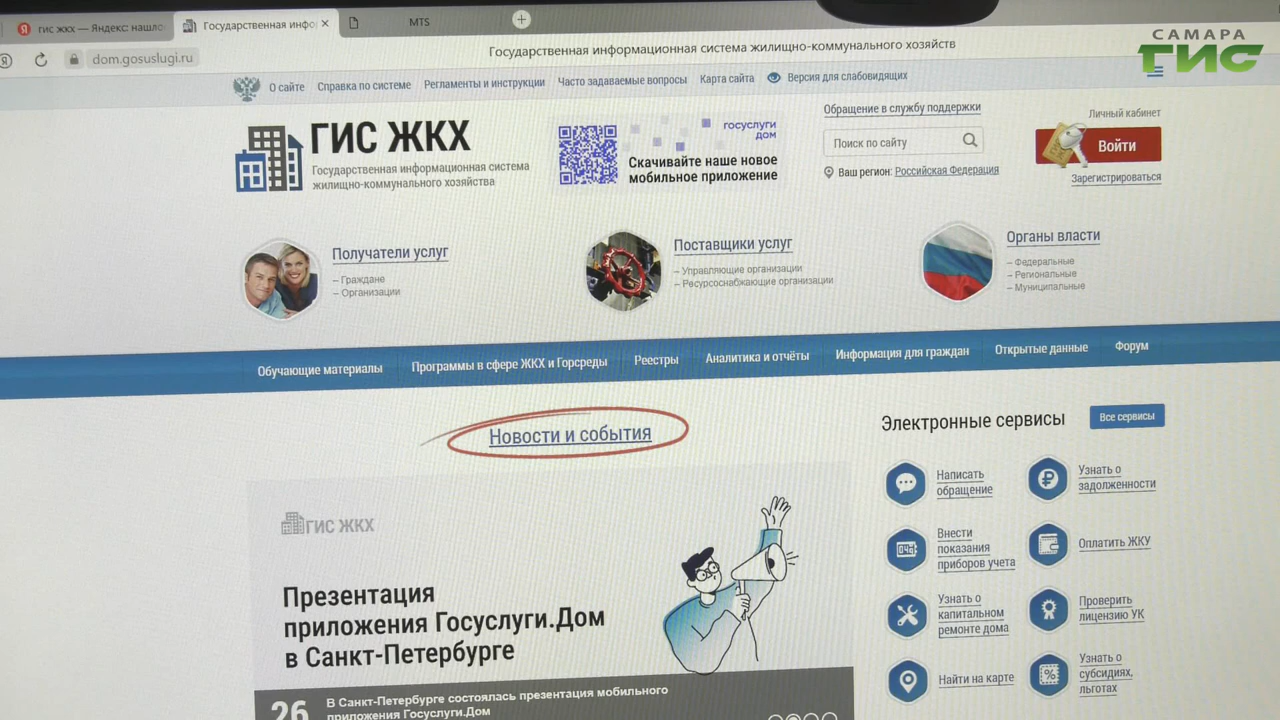 гис жкх — Яндекс: нашло
Государственная инфо
MTS
dom.gosuslugi.ru
Государственная информационная система жилищно-коммунального хозяйств
САМАРА
ГИС
О сайте
Справка по системе
Регламенты и инструкции
Часто задаваемые вопросы
Карта сайта
Версия для слабовидящих
ГИС ЖКХ
Государственная информационная система
жилищно-коммунального хозяйства
госуслуги
дом
Скачивайте наше новое
мобильное приложение
Обращение в службу поддержки
Поиск по сайту
Ваш регион: Российская Федерация
Личный кабинет
Войти
Зарегистрироваться
Получатели услуг
– Граждане
– Организации
Поставщики услуг
– Управляющие организации
– Ресурсоснабжающие организации
Органы власти
– Федеральные
– Региональные
– Муниципальные
Обучающие материалы
Программы в сфере ЖКХ и Горсреды
Реестры
Аналитика и отчёты
Информация для граждан
Открытые данные
Форум
Новости и события
ГИС ЖКХ
Презентация
приложения Госуслуги.Дом
в Санкт-Петербурге
26
В Санкт-Петербурге состоялась презентация мобильного
приложения Госуслуги.Дом
Электронные сервисы
Все сервисы
Написать
обращение
Узнать о
задолженности
Внести
показания
приборов учета
Оплатить ЖКУ
Узнать о
капитальном
ремонте дома
Проверить
лицензию УК
Найти на карте
Узнать о
субсидиях,
льготах